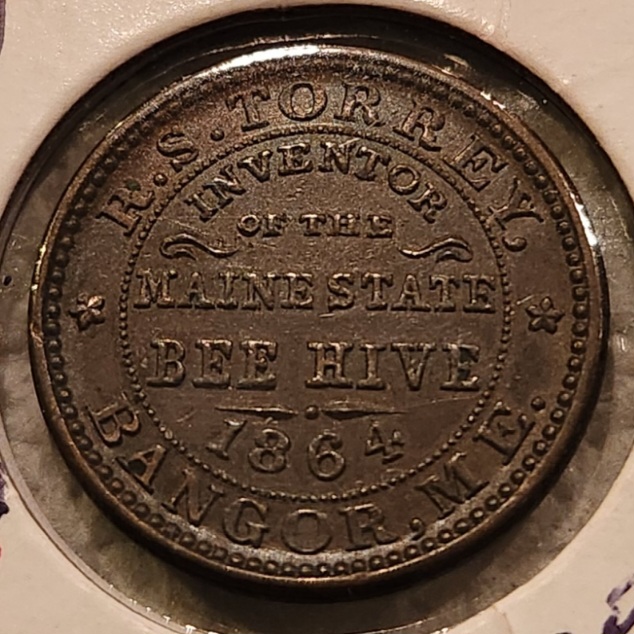 R.S.TORREY,
INVENTOR
OF THE
MAINE STATE
BEE HIVE
1864
BANGOR, ME.